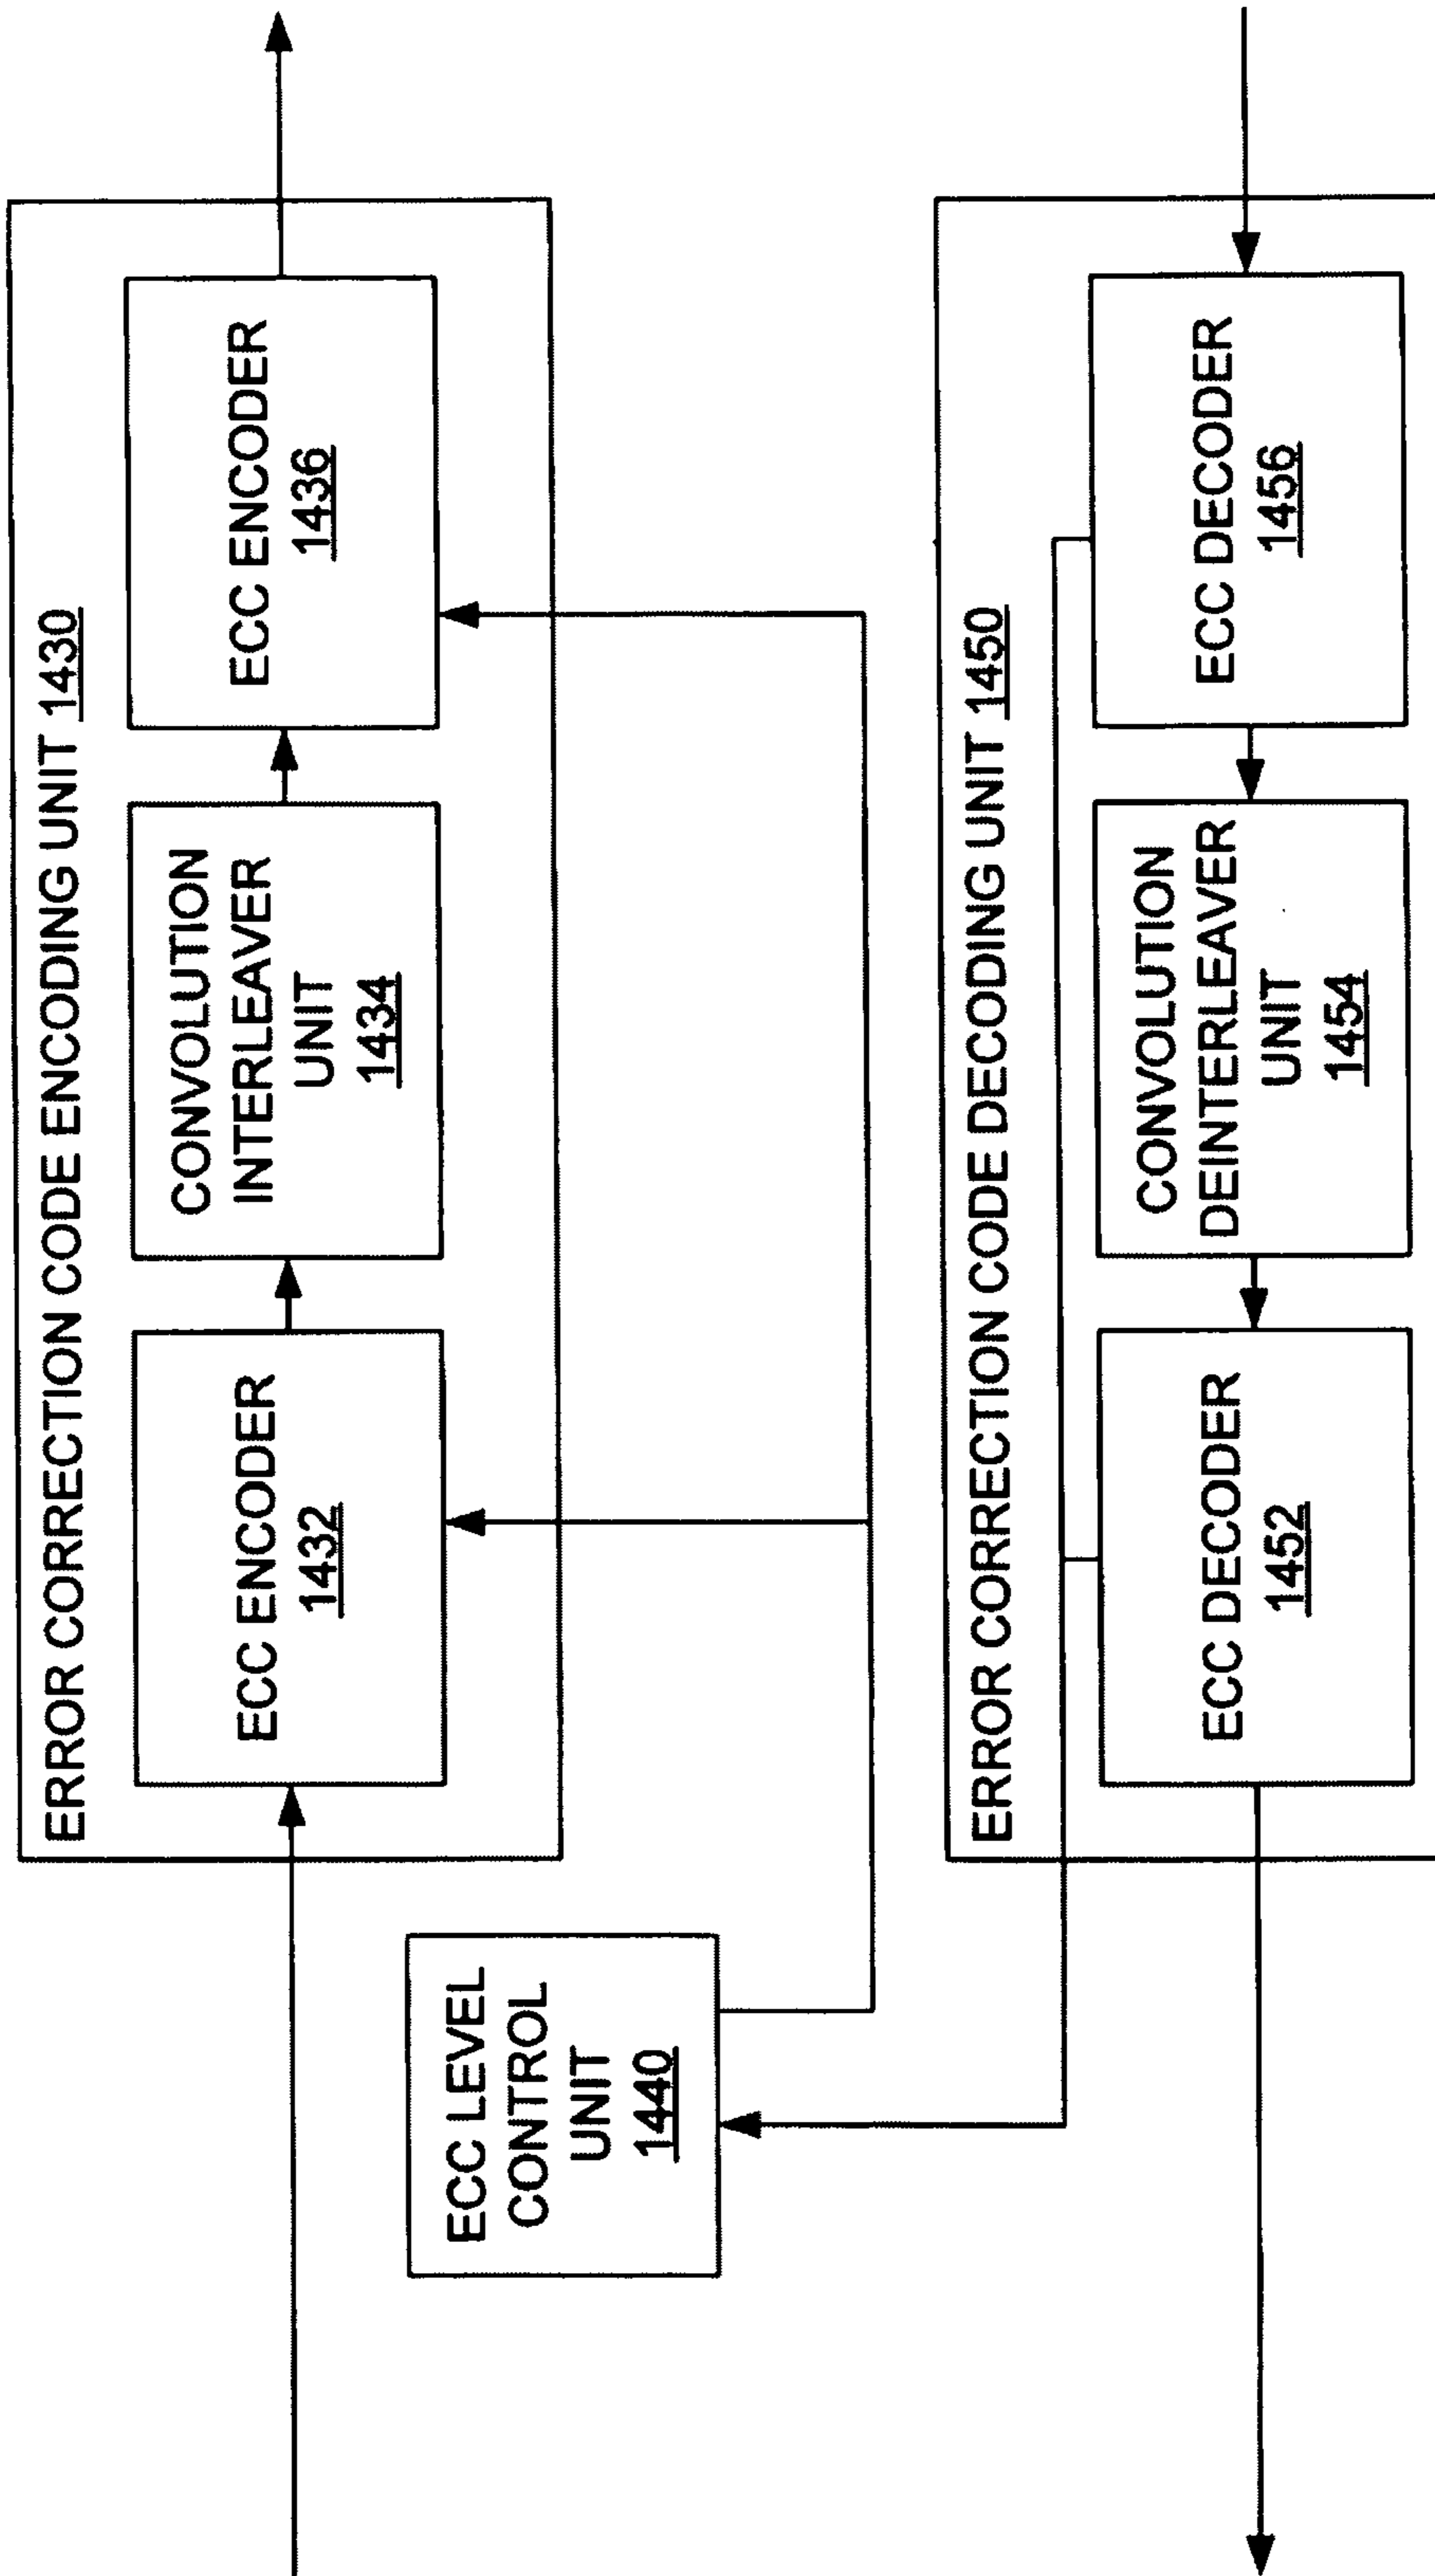 ERROR CORRECTION CODE ENCODING UNIT 1430
ECC ENCODER
1432
CONVOLUTION
INTERLEAVER
UNIT
1434
ECC ENCODER
1436
ECC LEVEL
CONTROL
UNIT
1440
ERROR CORRECTION CODE DECODING UNIT 1450
ECC DECODER
1452
CONVOLUTION
DEINTERLEAVER
UNIT
1454
ECC DECODER
1456